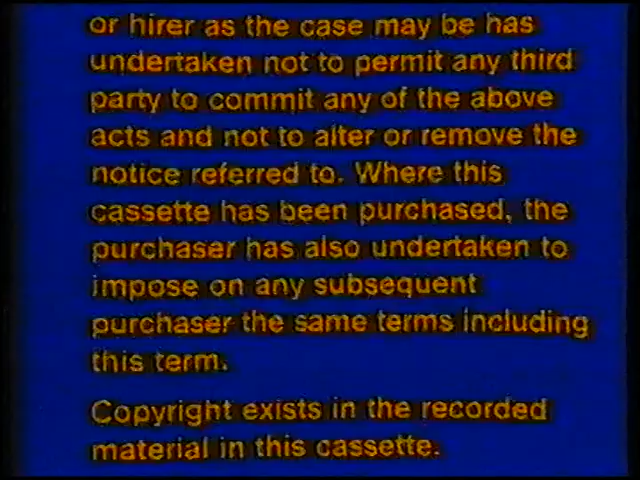 or hirer as the case may be has
undertaken not to permit any third
party to commit any of the above
acts and not to alter or remove the
notice referred to. Where this
cassette has been purchased, the
purchaser has also undertaken to
impose on any subsequent
purchaser the same terms including
this term.
Copyright exists in the recorded
material in this cassette.